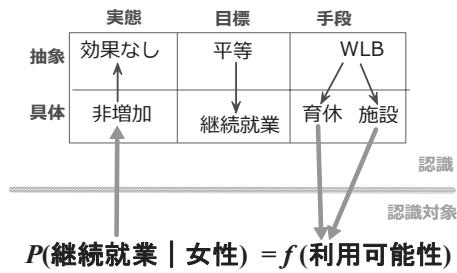 実態 目標 手段
抽象 効果なし 平等 WLB
具体 非増加 継続就業 育休 施設
認識
認識対象
P(継続就業｜女性) = f (利用可能性)